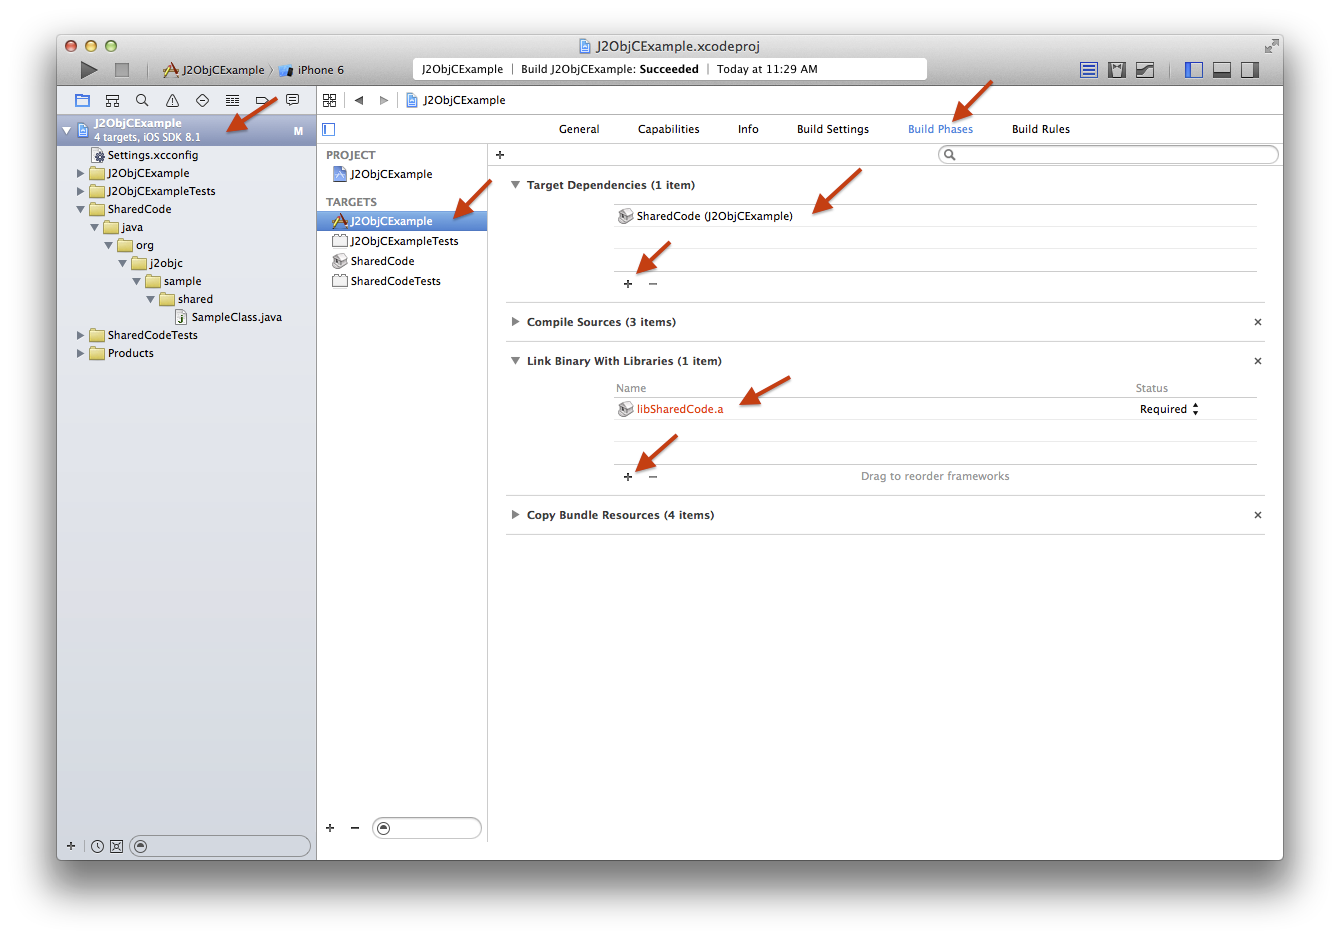 J2ObjCExample.xcodeproj
J2ObjCExample
iPhone 6
J2ObjCExample | Build J2ObjCExample: Succeeded | Today at 11:29 AM
J2ObjCExample
J2ObjCExample
4 targets, iOS SDK 8.1
M
Settings.xcconfig
J2ObjCExample
J2ObjCExampleTests
SharedCode
java
org
j2objc
sample
shared
SampleClass.java
SharedCodeTests
Products
General
Capabilities
Info
Build Settings
Build Phases
Build Rules
PROJECT
J2ObjCExample
TARGETS
J2ObjCExample
J2ObjCExampleTests
SharedCode
SharedCodeTests
Target Dependencies (1 item)
SharedCode (J2ObjCExample)
Compile Sources (3 items)
Link Binary With Libraries (1 item)
Name
Status
libSharedCode.a
Required
Drag to reorder frameworks
Copy Bundle Resources (4 items)